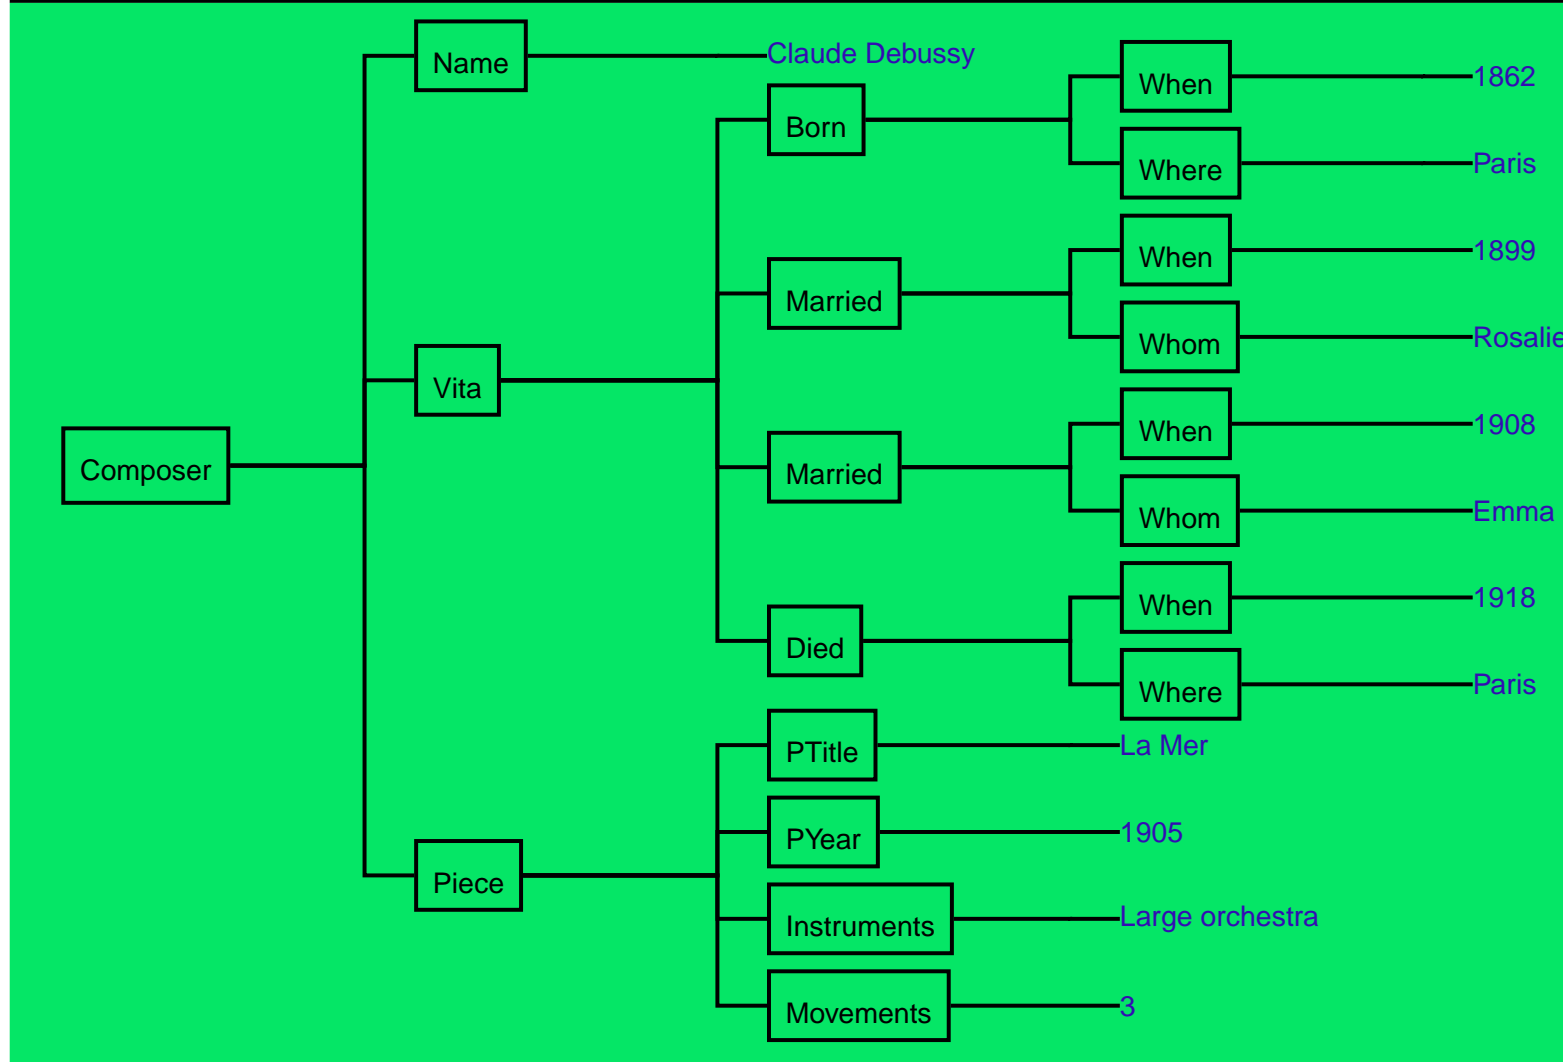 Name
Claude Debussy
Born
When
1862
Where
Paris
Married
When
1899
Whom
Rosalie
Vita
Composer
Married
When
1908
Whom
Emma
Died
When
1918
Where
Paris
PTitle
La Mer
PYear
1905
Piece
Instruments
Large orchestra
Movements
3